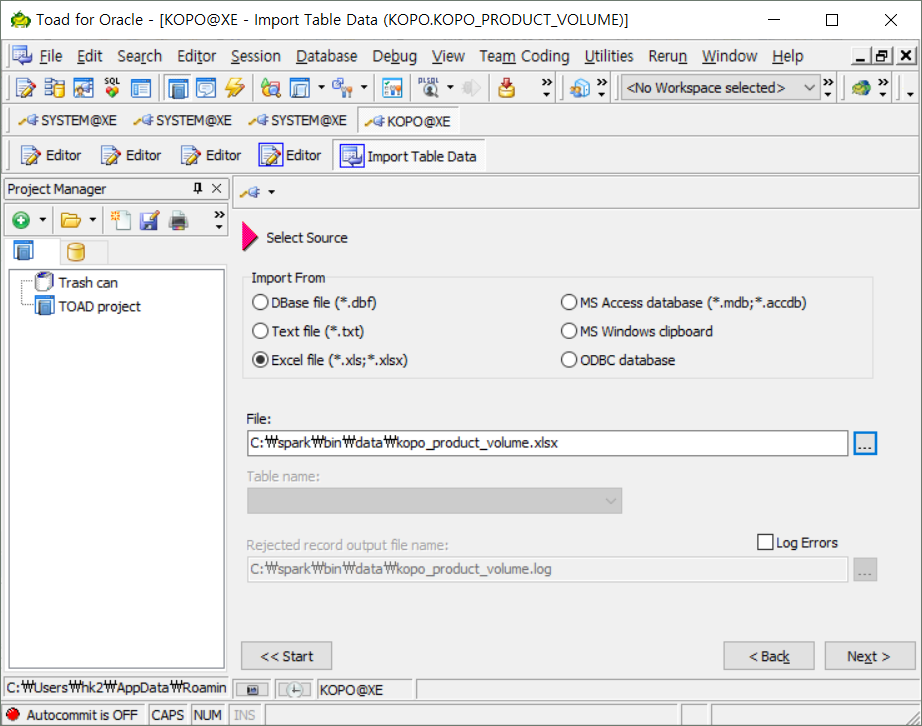 Toad for Oracle - [KOPO@XE - Import Table Data (KOPO.KOPO_PRODUCT_VOLUME)]
File Edit Search Editor Session Database Debug View Team Coding Utilities Rerun Window Help
SQL PLSQL <No Workspace selected>
SYSTEM@XE SYSTEM@XE SYSTEM@XE KOPO@XE
Editor Editor Editor Editor Import Table Data
Project Manager
Select Source
Trash can
TOAD project
Import From
DBase file (*.dbf) MS Access database (*.mdb;*.accdb)
Text file (*.txt) MS Windows clipboard
Excel file (*.xls;*.xlsx) ODBC database
File:
C:₩spark₩bin₩data₩kopo_product_volume.xlsx ...
Table name:
Rejected record output file name: Log Errors
C:₩spark₩bin₩data₩kopo_product_volume.log ...
<< Start < Back Next >
C:₩Users₩hk2₩AppData₩Roamin KOPO@XE
Autocommit is OFF CAPS NUM INS